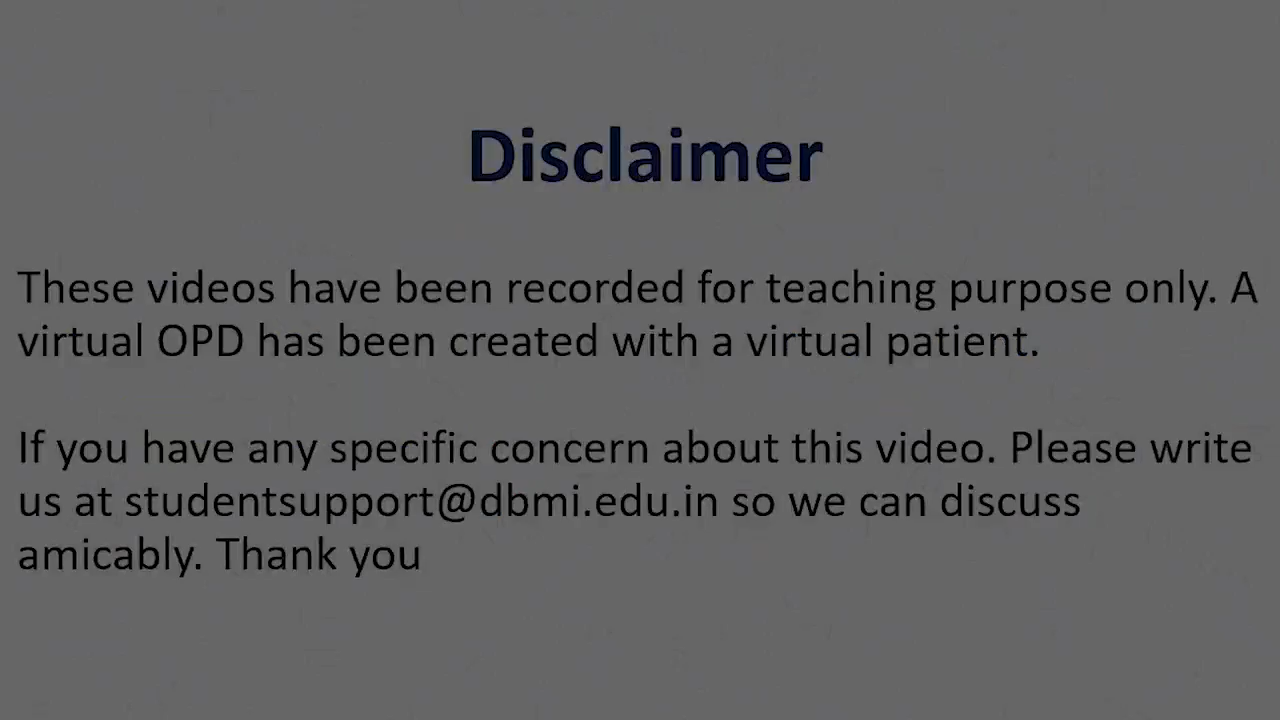 Disclaimer
These videos have been recorded for teaching purpose only. A
virtual OPD has been created with a virtual patient.
If you have any specific concern about this video. Please write
us at studentsupport@dbmi.edu.in so we can discuss
amicably. Thank you